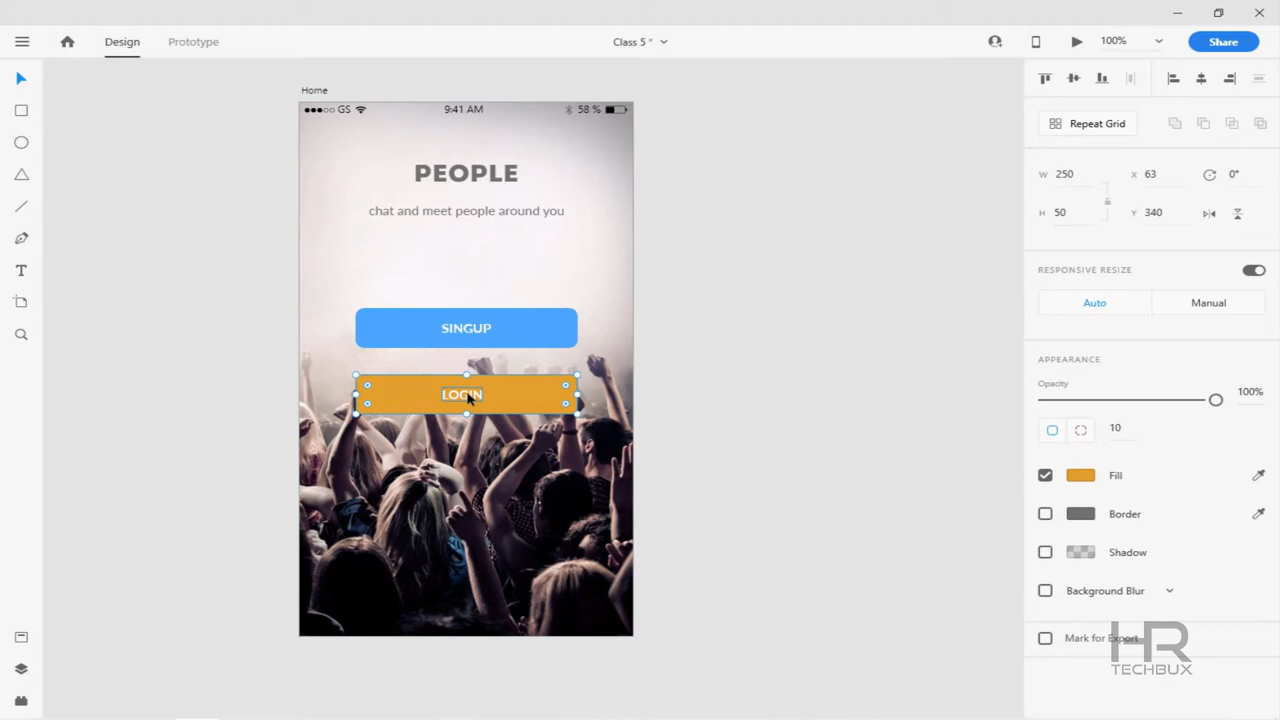 Design
Prototype
Class 5 *
100%
Share
Home
GS
9:41 AM
58 %
PEOPLE
chat and meet people around you
SINGUP
LOGIN
Repeat Grid
W 250
X 63
0°
H 50
Y 340
RESPONSIVE RESIZE
Auto
Manual
APPEARANCE
Opacity
100%
10
Fill
Border
Shadow
Background Blur
Mark for Export
HR
TECHBUX